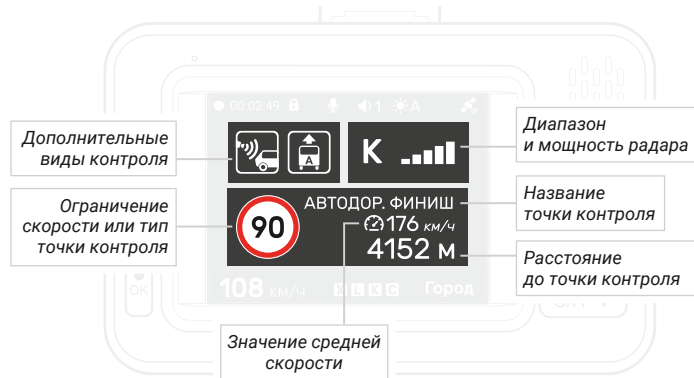 00:02:49
1
A
Дополнительные
виды контроля
A
K
Диапазон
и мощность радара
Ограничение
скорости или тип
точки контроля
90
АВТОДОР. ФИНИШ
176 км/ч
4152 м
Название
точки контроля
Расстояние
до точки контроля
OK
108 км/ч
X L K C
Город
Значение средней
скорости